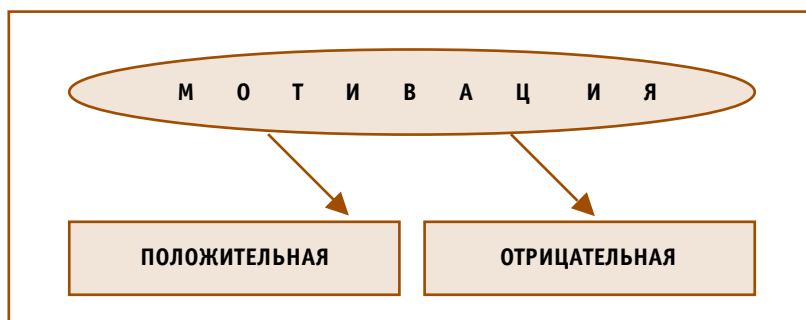 М О Т И В А Ц И Я
ПОЛОЖИТЕЛЬНАЯ
ОТРИЦАТЕЛЬНАЯ